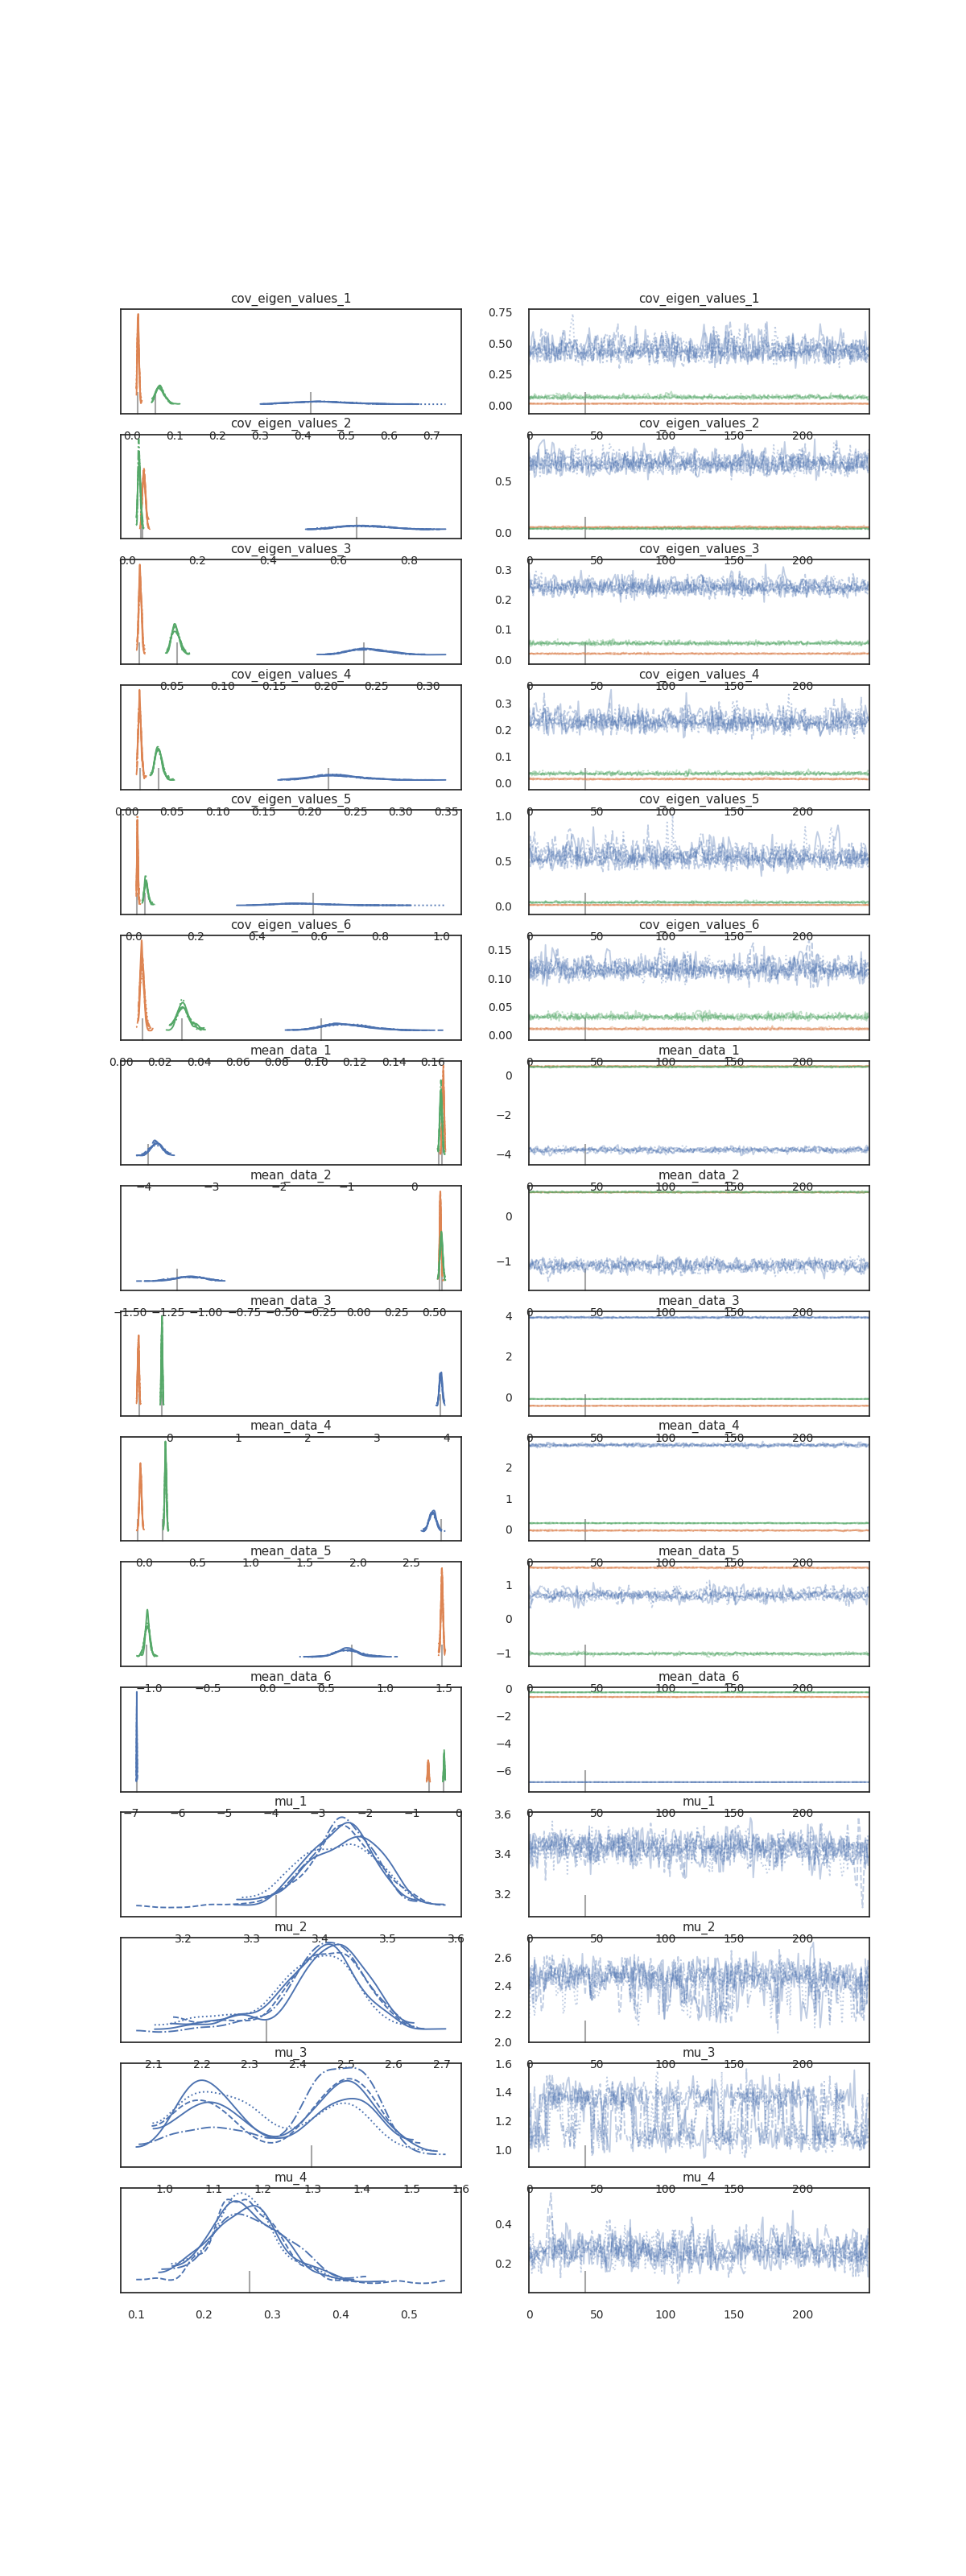 cov_eigen_values_1
0.0 0.1 0.2 0.3 0.4 0.5 0.6 0.7
cov_eigen_values_1
0.75
0.50
0.25
0.00
0 50 100 150 200
cov_eigen_values_2
0.0 0.2 0.4 0.6 0.8
cov_eigen_values_2
0.5
0.0
0 50 100 150 200
cov_eigen_values_3
0.05 0.10 0.15 0.20 0.25 0.30
cov_eigen_values_3
0.3
0.2
0.1
0.0
0 50 100 150 200
cov_eigen_values_4
0.00 0.05 0.10 0.15 0.20 0.25 0.30 0.35
cov_eigen_values_4
0.3
0.2
0.1
0.0
0 50 100 150 200
cov_eigen_values_5
0.0 0.2 0.4 0.6 0.8 1.0
cov_eigen_values_5
1.0
0.5
0.0
0 50 100 150 200
cov_eigen_values_6
0.00 0.02 0.04 0.06 0.08 0.10 0.12 0.14 0.16
cov_eigen_values_6
0.15
0.10
0.05
0.00
0 50 100 150 200
mean_data_1
−4 −3 −2 −1 0
mean_data_1
0
−2
−4
0 50 100 150 200
mean_data_2
−1.50 −1.25 −1.00 −0.75 −0.50 −0.25 0.00 0.25 0.50
mean_data_2
0
−1
0 50 100 150 200
mean_data_3
0 1 2 3 4
mean_data_3
4
2
0
0 50 100 150 200
mean_data_4
0.0 0.5 1.0 1.5 2.0 2.5
mean_data_4
2
1
0
0 50 100 150 200
mean_data_5
−1.0 −0.5 0.0 0.5 1.0 1.5
mean_data_5
1
0
−1
0 50 100 150 200
mean_data_6
−7 −6 −5 −4 −3 −2 −1 0
mean_data_6
0
−2
−4
−6
0 50 100 150 200
mu_1
3.2 3.3 3.4 3.5 3.6
mu_1
3.6
3.4
3.2
0 50 100 150 200
mu_2
2.1 2.2 2.3 2.4 2.5 2.6 2.7
mu_2
2.6
2.4
2.2
2.0
0 50 100 150 200
mu_3
1.0 1.1 1.2 1.3 1.4 1.5 1.6
mu_3
1.6
1.4
1.2
1.0
0 50 100 150 200
mu_4
0.1 0.2 0.3 0.4 0.5
mu_4
0.4
0.2
0 50 100 150 200